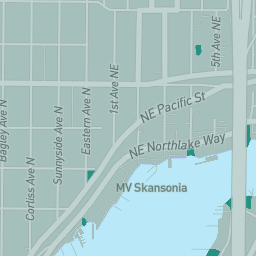 5th Ave NE
1st Ave NE
NE Pacific St
Eastern Ave N
Sunnyside Ave N
Bagley Ave N
Corliss Ave N
NE Northlake Way
MV Skansonia